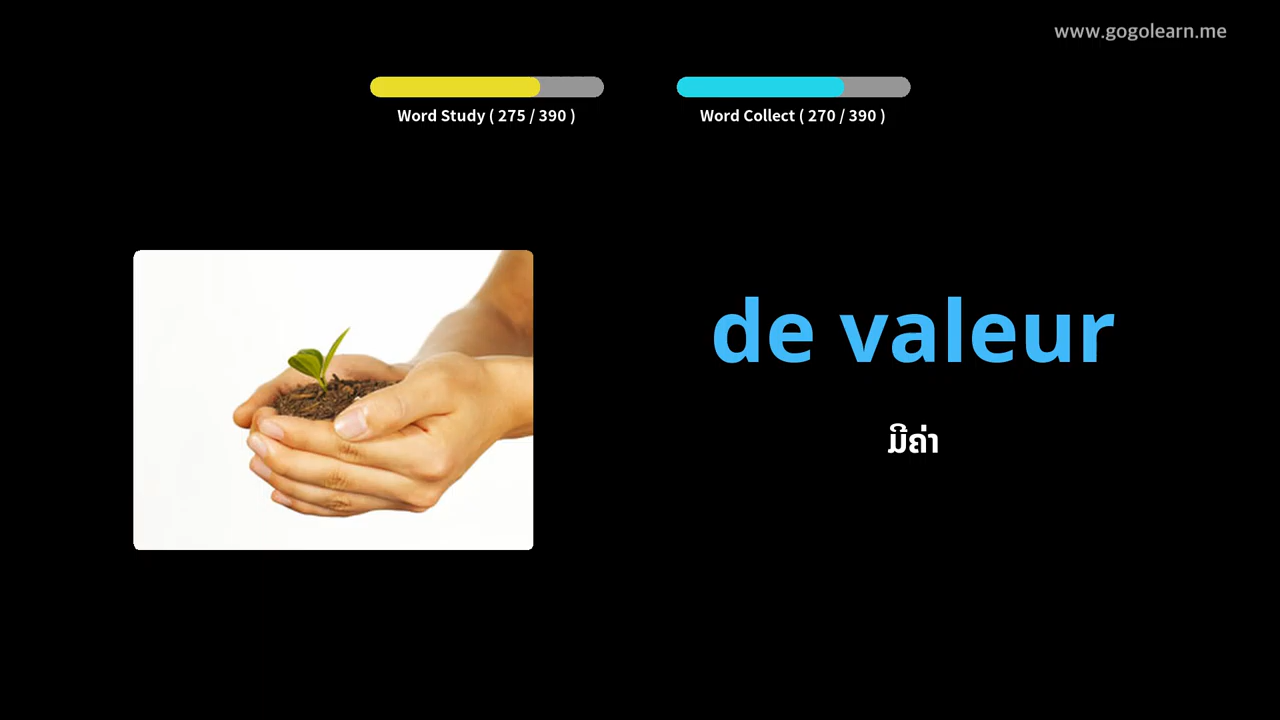 www.gogolearn.me
Word Study ( 275 / 390 )
Word Collect ( 270 / 390 )
de valeur
ມີຄ່າ